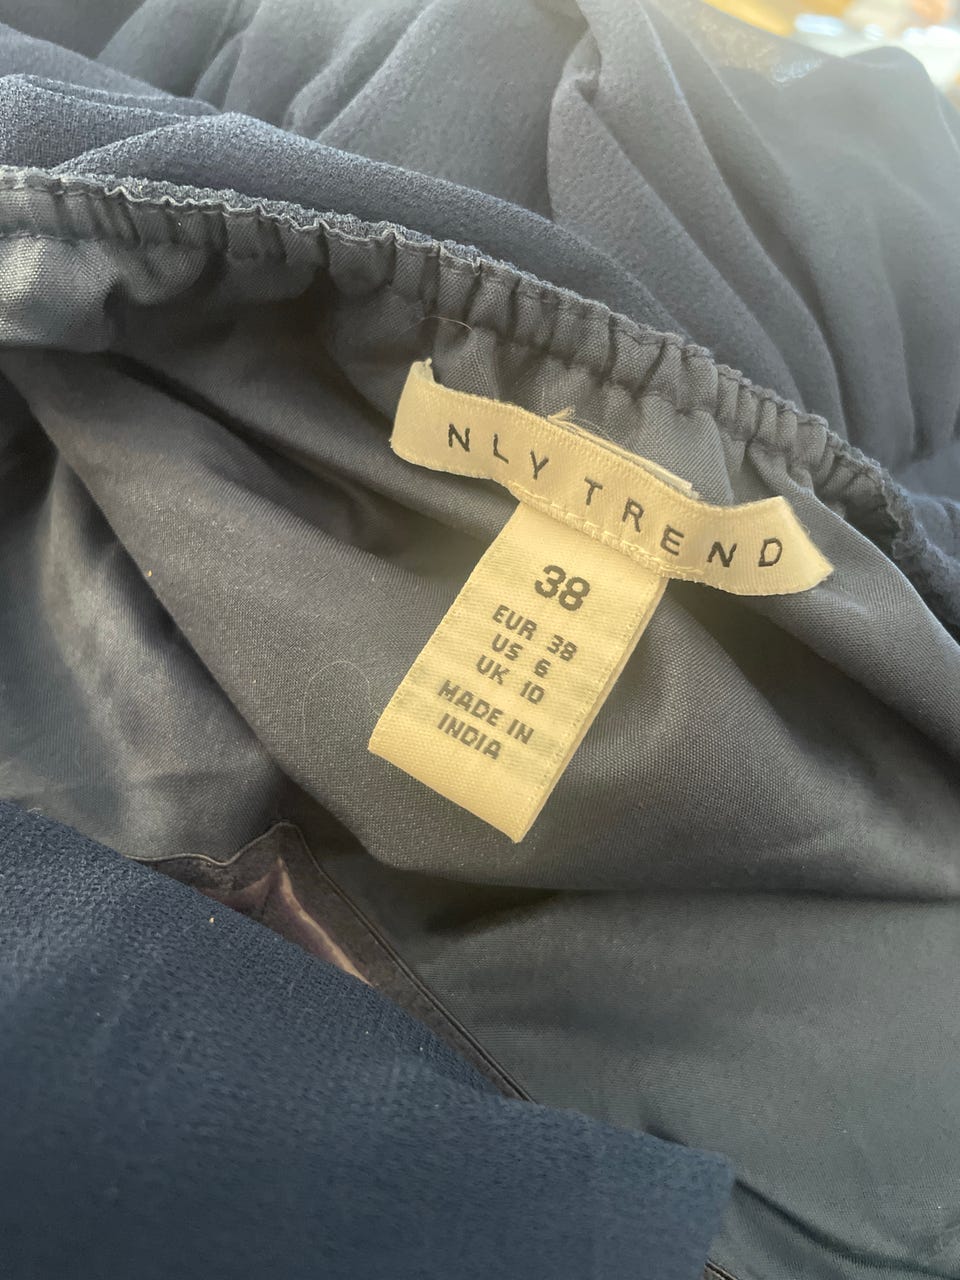 NLY TREND
38
EUR 38
US 6
UK 10
MADE IN
INDIA